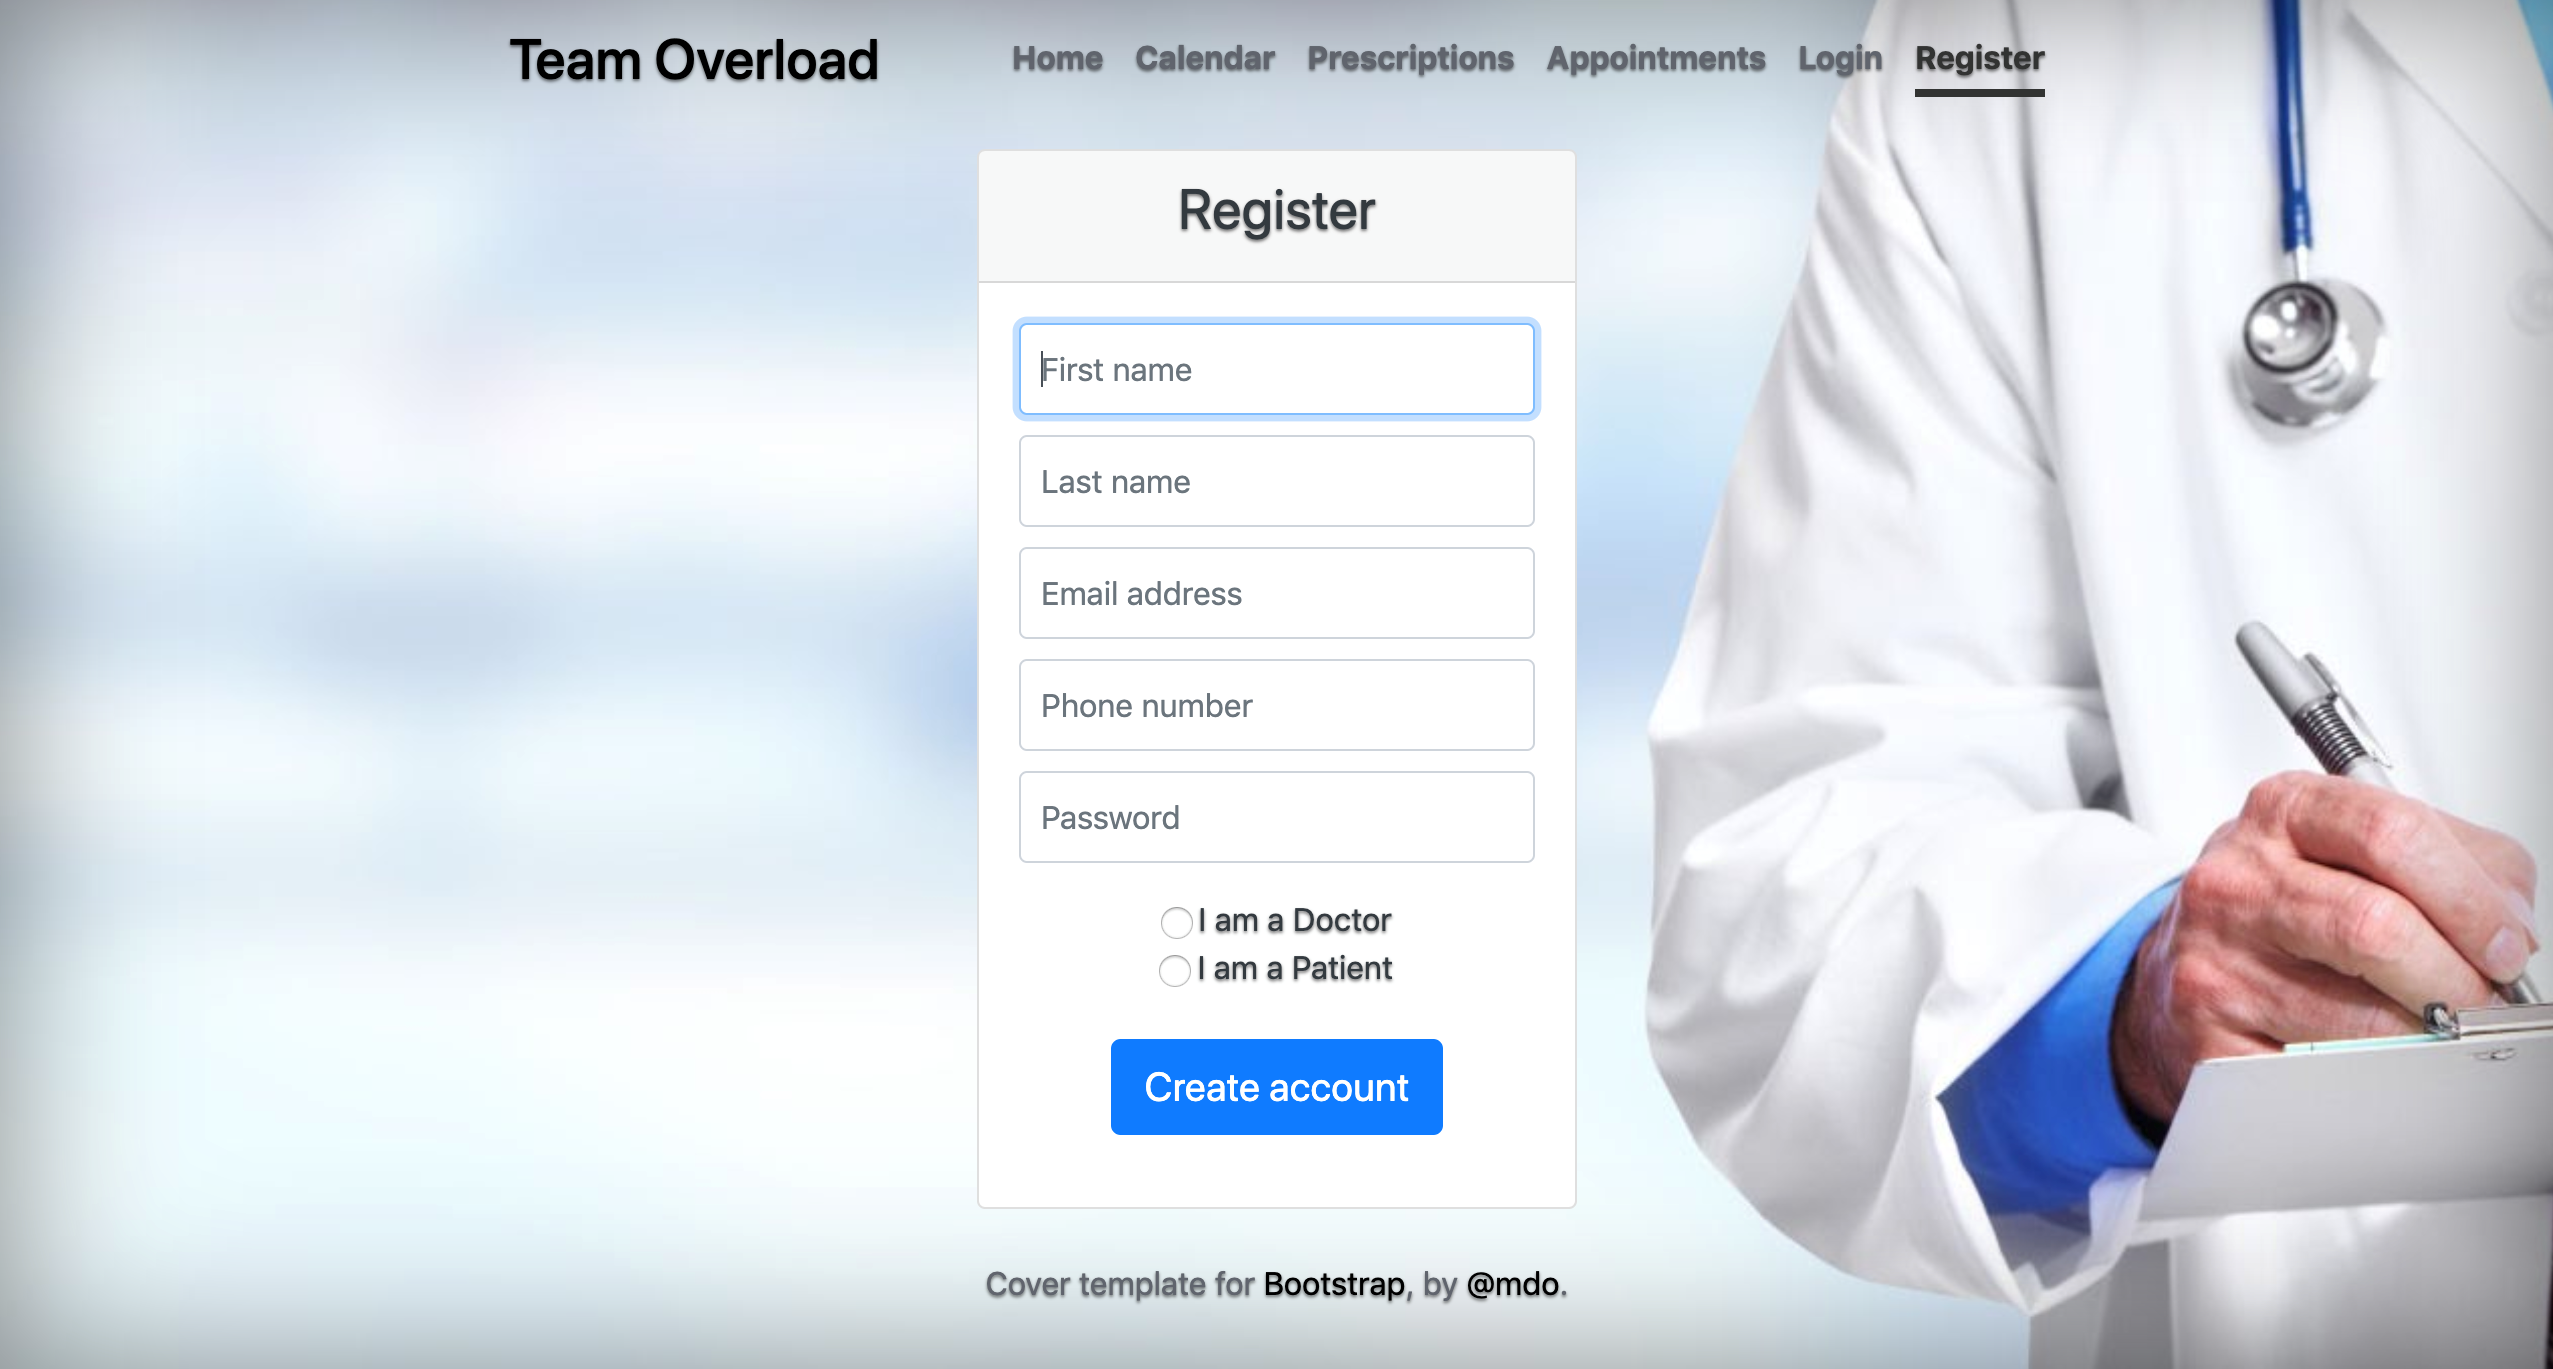 Team Overload
Home Calendar Prescriptions Appointments Login Register
Register
First name
Last name
Email address
Phone number
Password
I am a Doctor
I am a Patient
Create account
Cover template for Bootstrap, by @mdo.